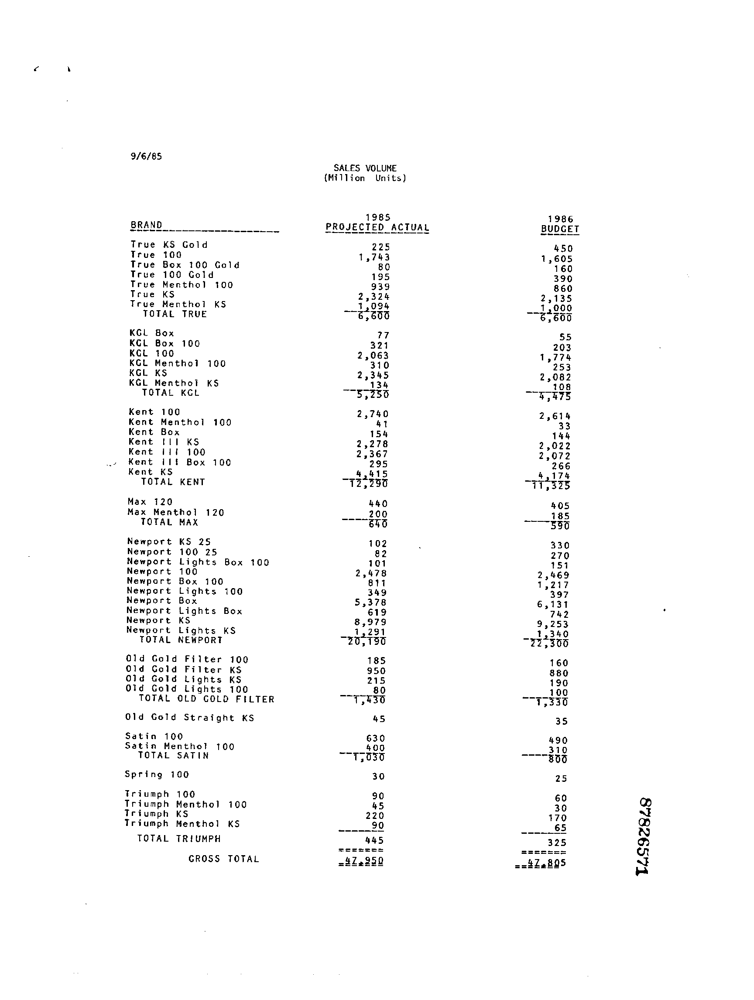 9/6/85
SALES VOLUME
(Million Units)
1985 1986
BRAND PROJECTED ACTUAL BUDGET
True KS Gold 225 450
True 100 1,743 1,605
True Box 100 Gold 80 160
True 100 Gold 195 390
True Menthol 100 939 860
True KS 2,324 2,135
True Menthol KS 1,094 1,000
TOTAL TRUE 6,600 6,600
KGL Box 77 55
KGL Box 100 321 203
KGL 100 2,063 1,774
KGL Menthol 100 310 253
KGL KS 2,345 2,082
KGL Menthol KS 134 108
TOTAL KGL 5,250 4,475
Kent 100 2,740 2,614
Kent Menthol 100 41 33
Kent Box 154 144
Kent III KS 2,278 2,022
Kent III 100 2,367 2,072
Kent III Box 100 295 266
Kent KS 4,415 4,174
TOTAL KENT 12,290 11,325
Max 120 440 405
Max Menthol 120 200 185
TOTAL MAX 640 590
Newport KS 25 102 330
Newport 100 25 82 270
Newport Lights Box 100 101 151
Newport 100 2,478 2,469
Newport Box 100 811 1,217
Newport Lights 100 349 397
Newport Box 5,378 6,131
Newport Lights Box 619 742
Newport KS 8,979 9,253
Newport Lights KS 1,291 1,340
TOTAL NEWPORT 20,190 22,300
Old Gold Filter 100 185 160
Old Gold Filter KS 950 880
Old Gold Lights KS 215 190
Old Gold Lights 100 80 100
TOTAL OLD GOLD FILTER 1,430 1,330
Old Gold Straight KS 45 35
Satin 100 630 490
Satin Menthol 100 400 310
TOTAL SATIN 1,030 800
Spring 100 30 25
Triumph 100 90 60
Triumph Menthol 100 45 30
Triumph KS 220 170
Triumph Menthol KS 90 65
TOTAL TRIUMPH 445 325
GROSS TOTAL 47,950 47,805
87826571